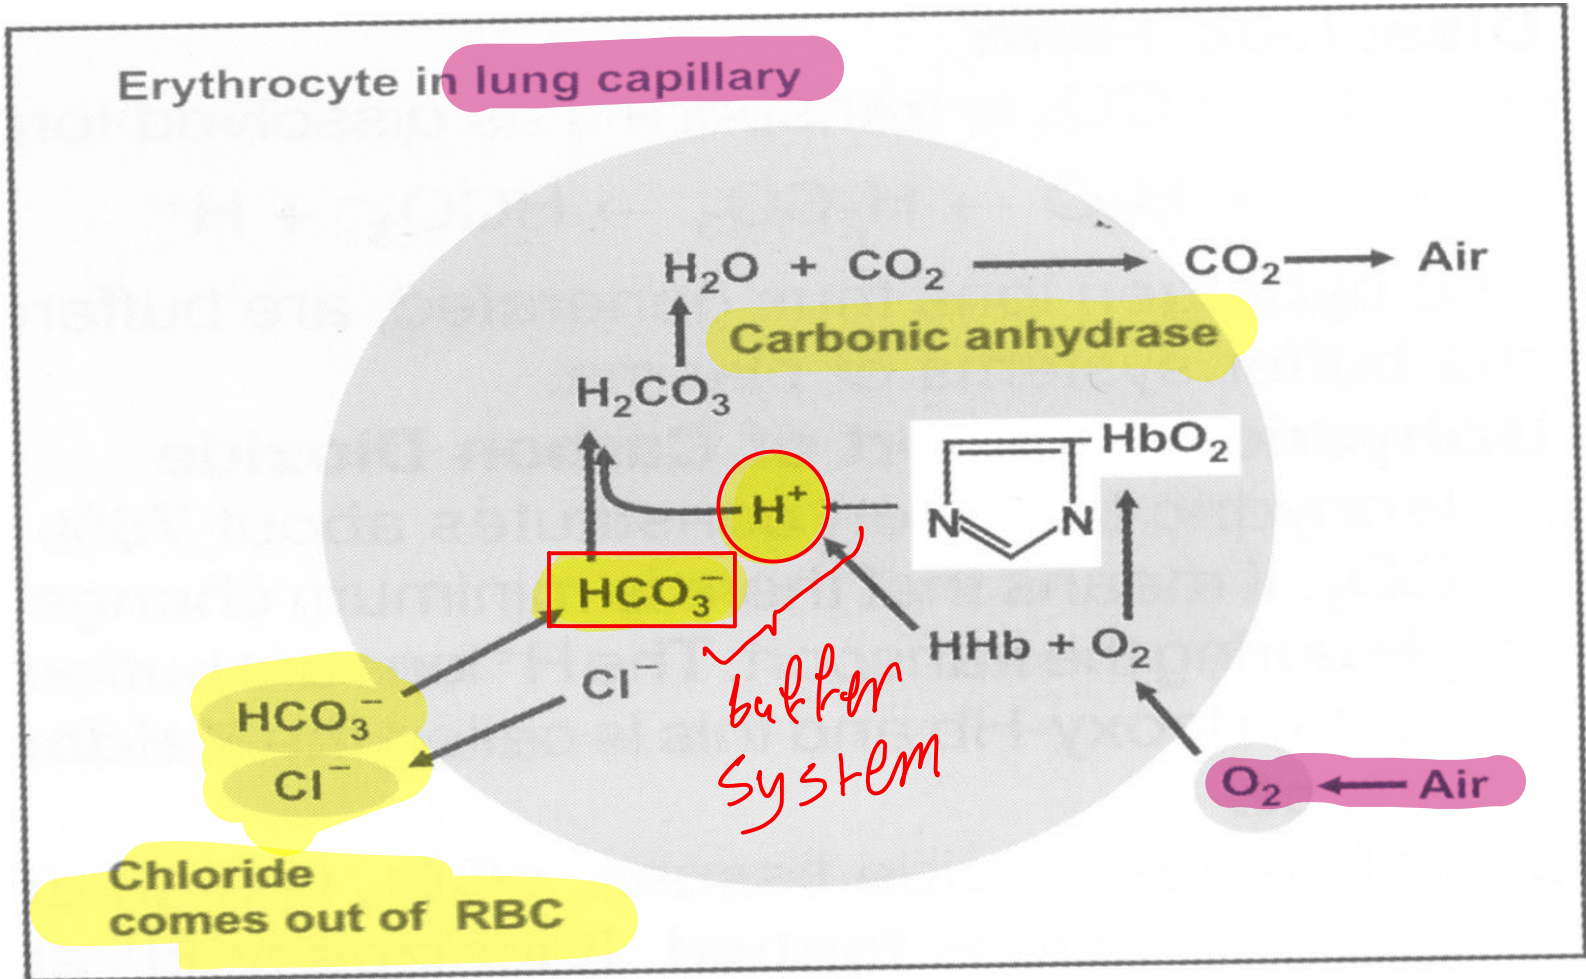 Erythrocyte in lung capillary
H₂O + CO₂ → CO₂ → Air
Carbonic anhydrase
H₂CO₃
HbO₂
H⁺
N N
HCO₃⁻
HHb + O₂
Cl⁻
HCO₃⁻
buffer
system
Cl⁻
O₂ ← Air
Chloride
comes out of RBC